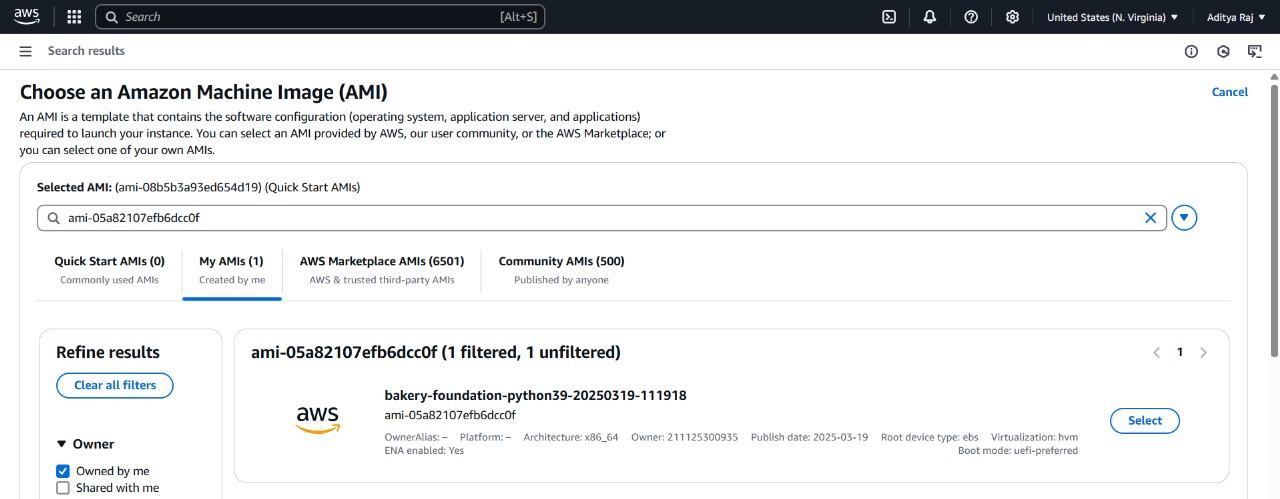 aws
Search [Alt+S]
United States (N. Virginia) ▼
Aditya Raj ▼
Search results
Choose an Amazon Machine Image (AMI)
Cancel
An AMI is a template that contains the software configuration (operating system, application server, and applications)
required to launch your instance. You can select an AMI provided by AWS, our user community, or the AWS Marketplace; or
you can select one of your own AMIs.
Selected AMI: (ami-08b5b3a93ed654d19) (Quick Start AMIs)
ami-05a82107efb6dcc0f
Quick Start AMIs (0)
Commonly used AMIs
My AMIs (1)
Created by me
AWS Marketplace AMIs (6501)
AWS & trusted third-party AMIs
Community AMIs (500)
Published by anyone
Refine results
Clear all filters
Owner
Owned by me
Shared with me
ami-05a82107efb6dcc0f (1 filtered, 1 unfiltered)
1
aws
bakery-foundation-python39-20250319-111918
ami-05a82107efb6dcc0f
OwnerAlias: – Platform: – Architecture: x86_64 Owner: 211125300935 Publish date: 2025-03-19 Root device type: ebs Virtualization: hvm
ENA enabled: Yes Boot mode: uefi-preferred
Select